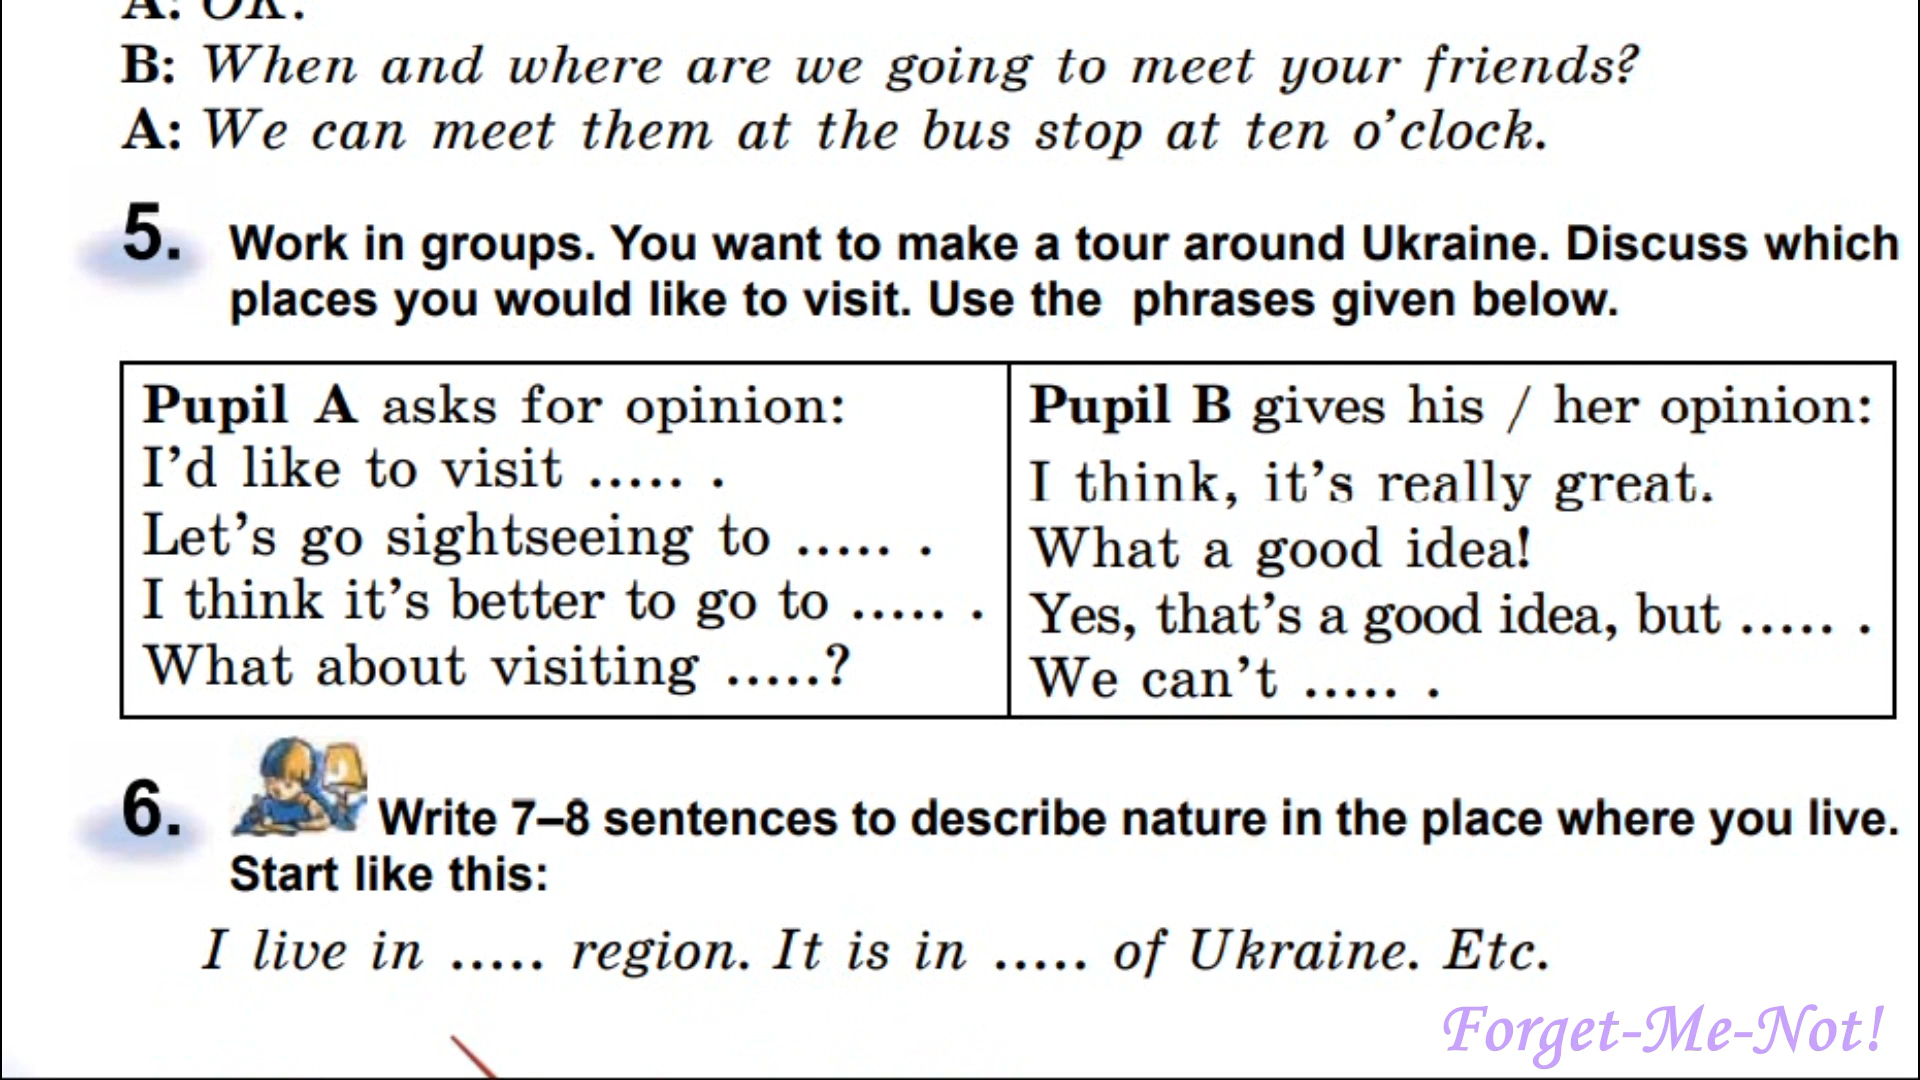 A: OK.
B: When and where are we going to meet your friends?
A: We can meet them at the bus stop at ten o’clock.
5. Work in groups. You want to make a tour around Ukraine. Discuss which
places you would like to visit. Use the phrases given below.
Pupil A asks for opinion:
I’d like to visit ..... .
Let’s go sightseeing to ..... .
I think it’s better to go to ..... .
What about visiting .....?
Pupil B gives his / her opinion:
I think, it’s really great.
What a good idea!
Yes, that’s a good idea, but ..... .
We can’t ..... .
6. Write 7–8 sentences to describe nature in the place where you live.
Start like this:
I live in ..... region. It is in ..... of Ukraine. Etc.
Forget-Me-Not!